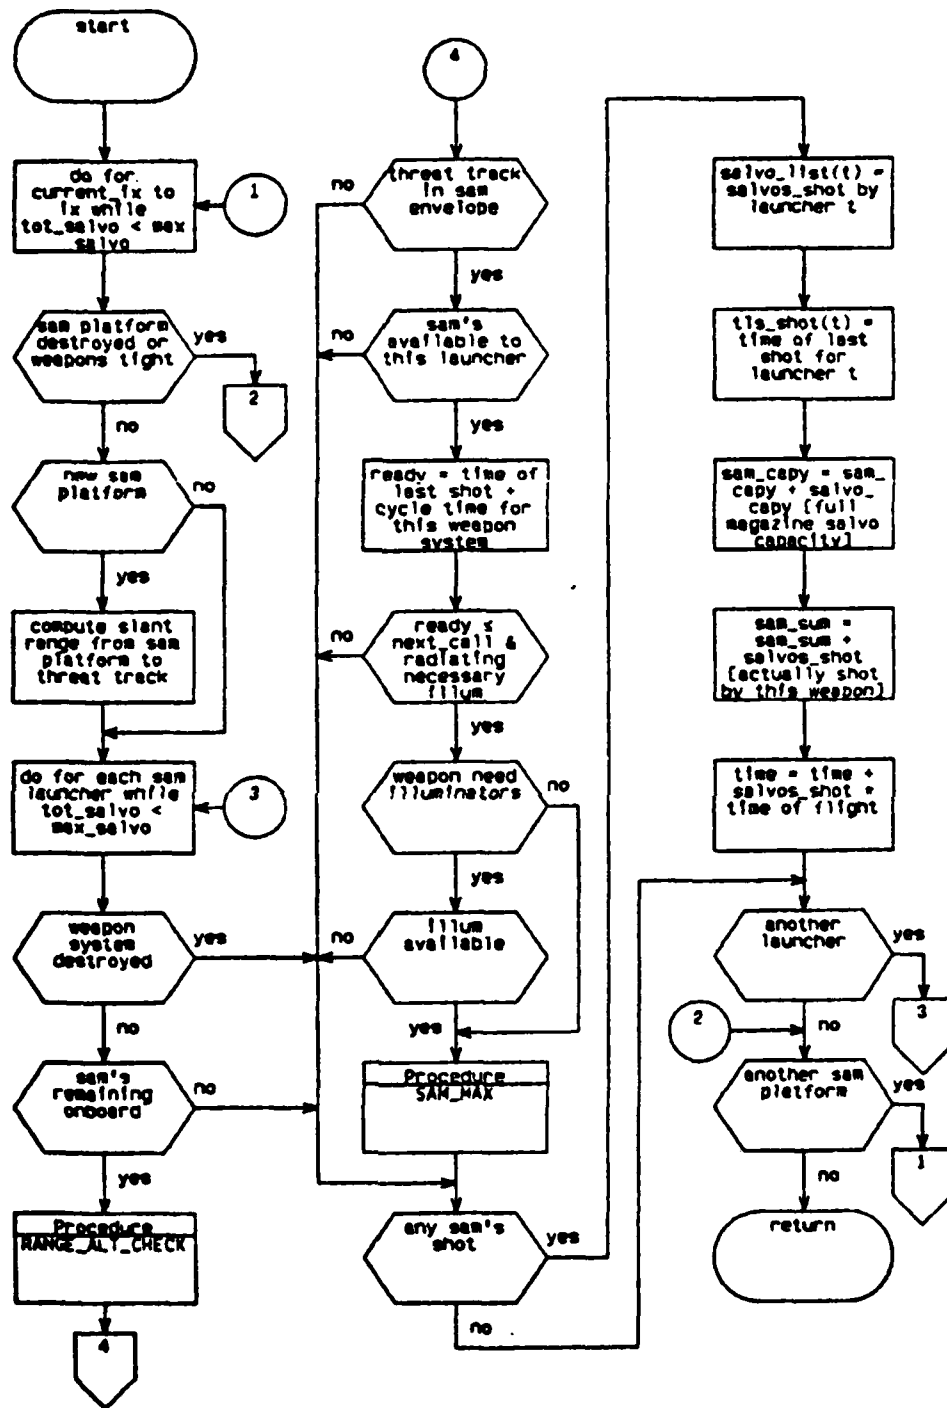 start
do for
current_ix to
ix while
tot_salvo < max
salvo
1
sam platform
destroyed or
weapons tight
yes
2
no
new sam
platform
no
yes
compute slant
range from sam
platform to
threat track
do for each sam
launcher while
tot_salvo <
max_salvo
3
weapon
system
destroyed
yes
no
sam's
remaining
onboard
no
yes
Procedure
RANGE_ALT_CHECK
4
4
threat track
in sam
envelope
no
yes
sam's
available to
this launcher
no
yes
ready = time of
last shot +
cycle time for
this weapon
system
ready ≤
next_call &
radiating
necessary
illum
no
yes
weapon need
illuminators
no
yes
illum
available
no
yes
Procedure
SAM_MAX
any sam's
shot
yes
no
salvo_list(t) =
salvos_shot by
launcher t
tls_shot(t) =
time of last
shot for
launcher t
sam_capy = sam_
capy + salvo_
capy [full
magazine salvo
capacity]
sam_sum =
sam_sum +
salvos_shot
[actually shot
by this weapon]
time = time +
salvos_shot *
time of flight
another
launcher
yes
3
2
no
another sam
platform
yes
1
no
return